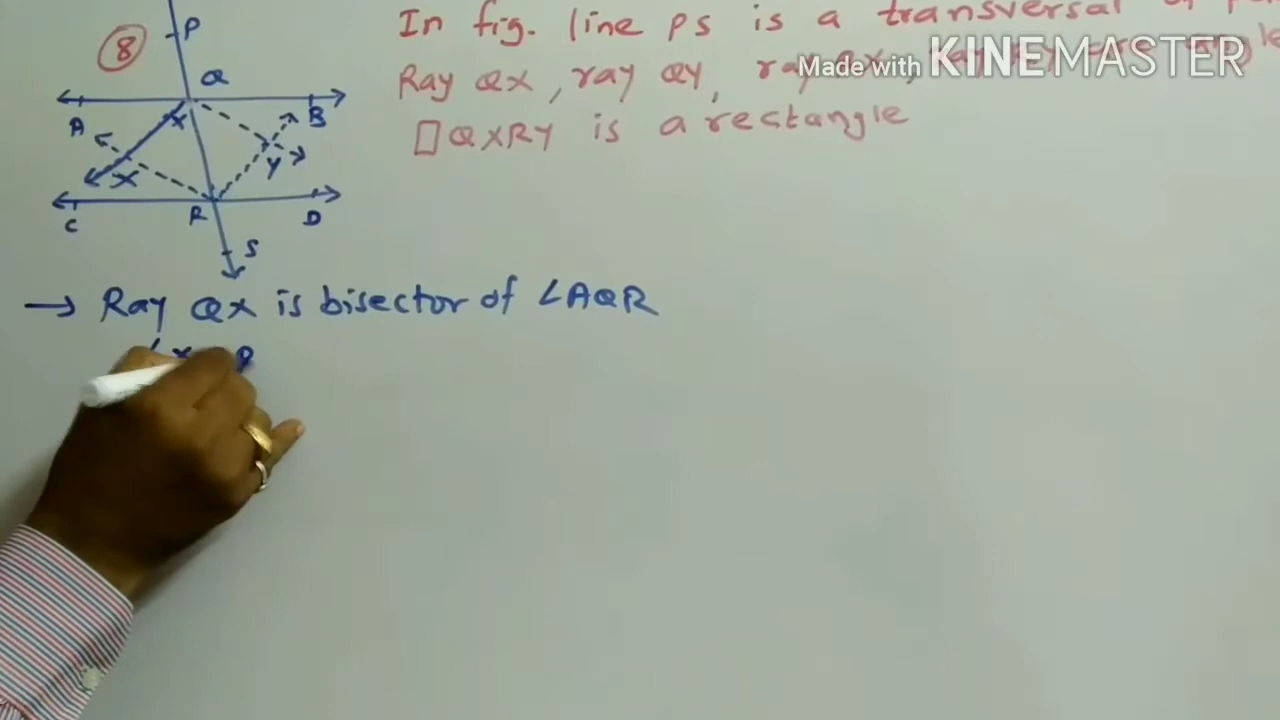 8
P
Q
A
B
X
Y
R
C
D
S
In fig. line PS is a transversal of
Ray QX, ray QY,
□QXRY is a rectangle
Made with KINEMASTER
→ Ray QX is bisector of ∠AQR